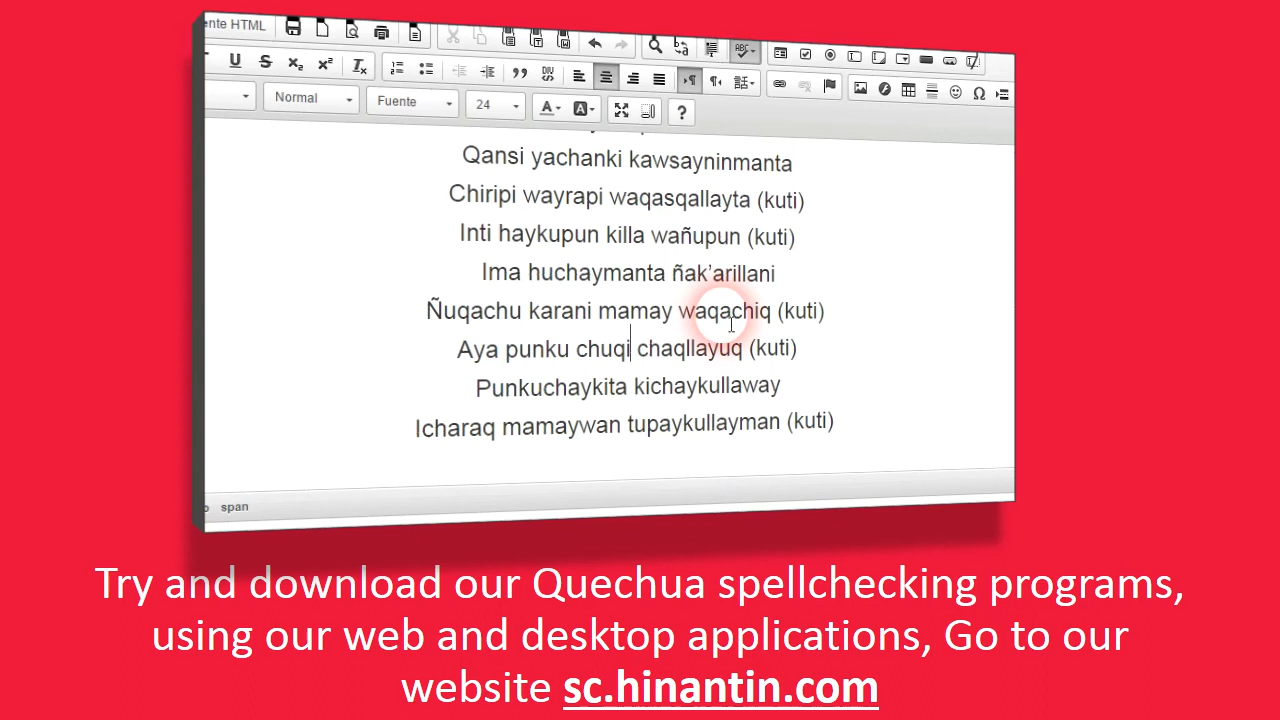 ente HTML
Normal Fuente 24
Qansi yachanki kawsayninmanta
Chiripi wayrapi waqasqallayta (kuti)
Inti haykupun killa wañupun (kuti)
Ima huchaymanta ñak'arillani
Ñuqachu karani mamay waqachiq (kuti)
Aya punku chuqi chaqllayuq (kuti)
Punkuchaykita kichaykullaway
Icharaq mamaywan tupaykullayman (kuti)
span
Try and download our Quechua spellchecking programs,
using our web and desktop applications, Go to our
website sc.hinantin.com